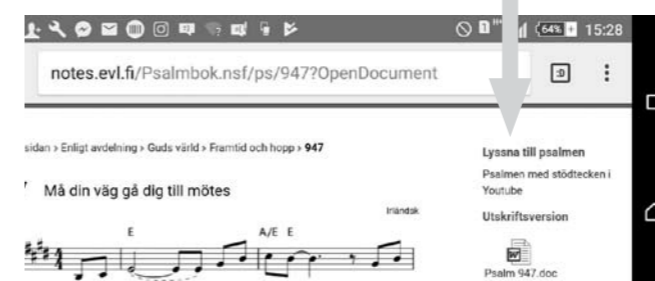 64% 15:28
notes.evl.fi/Psalmbok.nsf/ps/947?OpenDocument
:D
sidan > Enligt avdelning > Guds värld > Framtid och hopp > 947
Lyssna till psalmen
Psalmen med stödtecken i
Youtube
Må din väg gå dig till mötes
Irländsk
Utskriftsversion
E A/E E
Psalm 947.doc